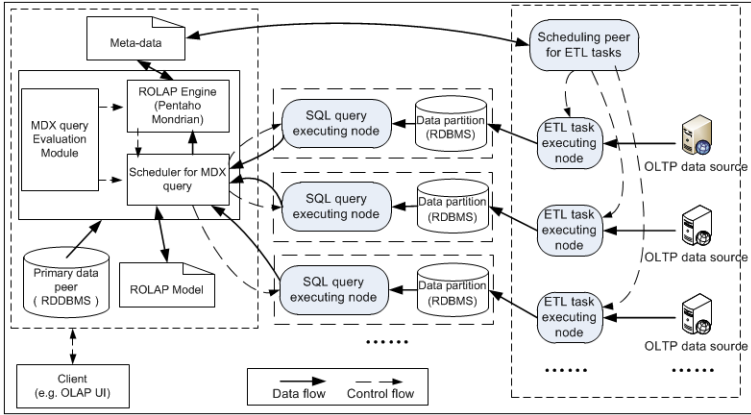 Meta-data
Scheduling peer
for ETL tasks
ROLAP Engine
(Pentaho
Mondrian)
MDX query
Evaluation
Module
Scheduler for MDX
query
SQL query
executing node
Data partition
(RDBMS)
ETL task
executing
node
OLTP data source
SQL query
executing node
Data partition
(RDBMS)
ETL task
executing
node
OLTP data source
Primary data
peer
( RDDBMS )
ROLAP Model
SQL query
executing node
Data partition
(RDBMS)
ETL task
executing
node
OLTP data source
......
......
......
Client
(e.g. OLAP UI)
Data flow
Control flow